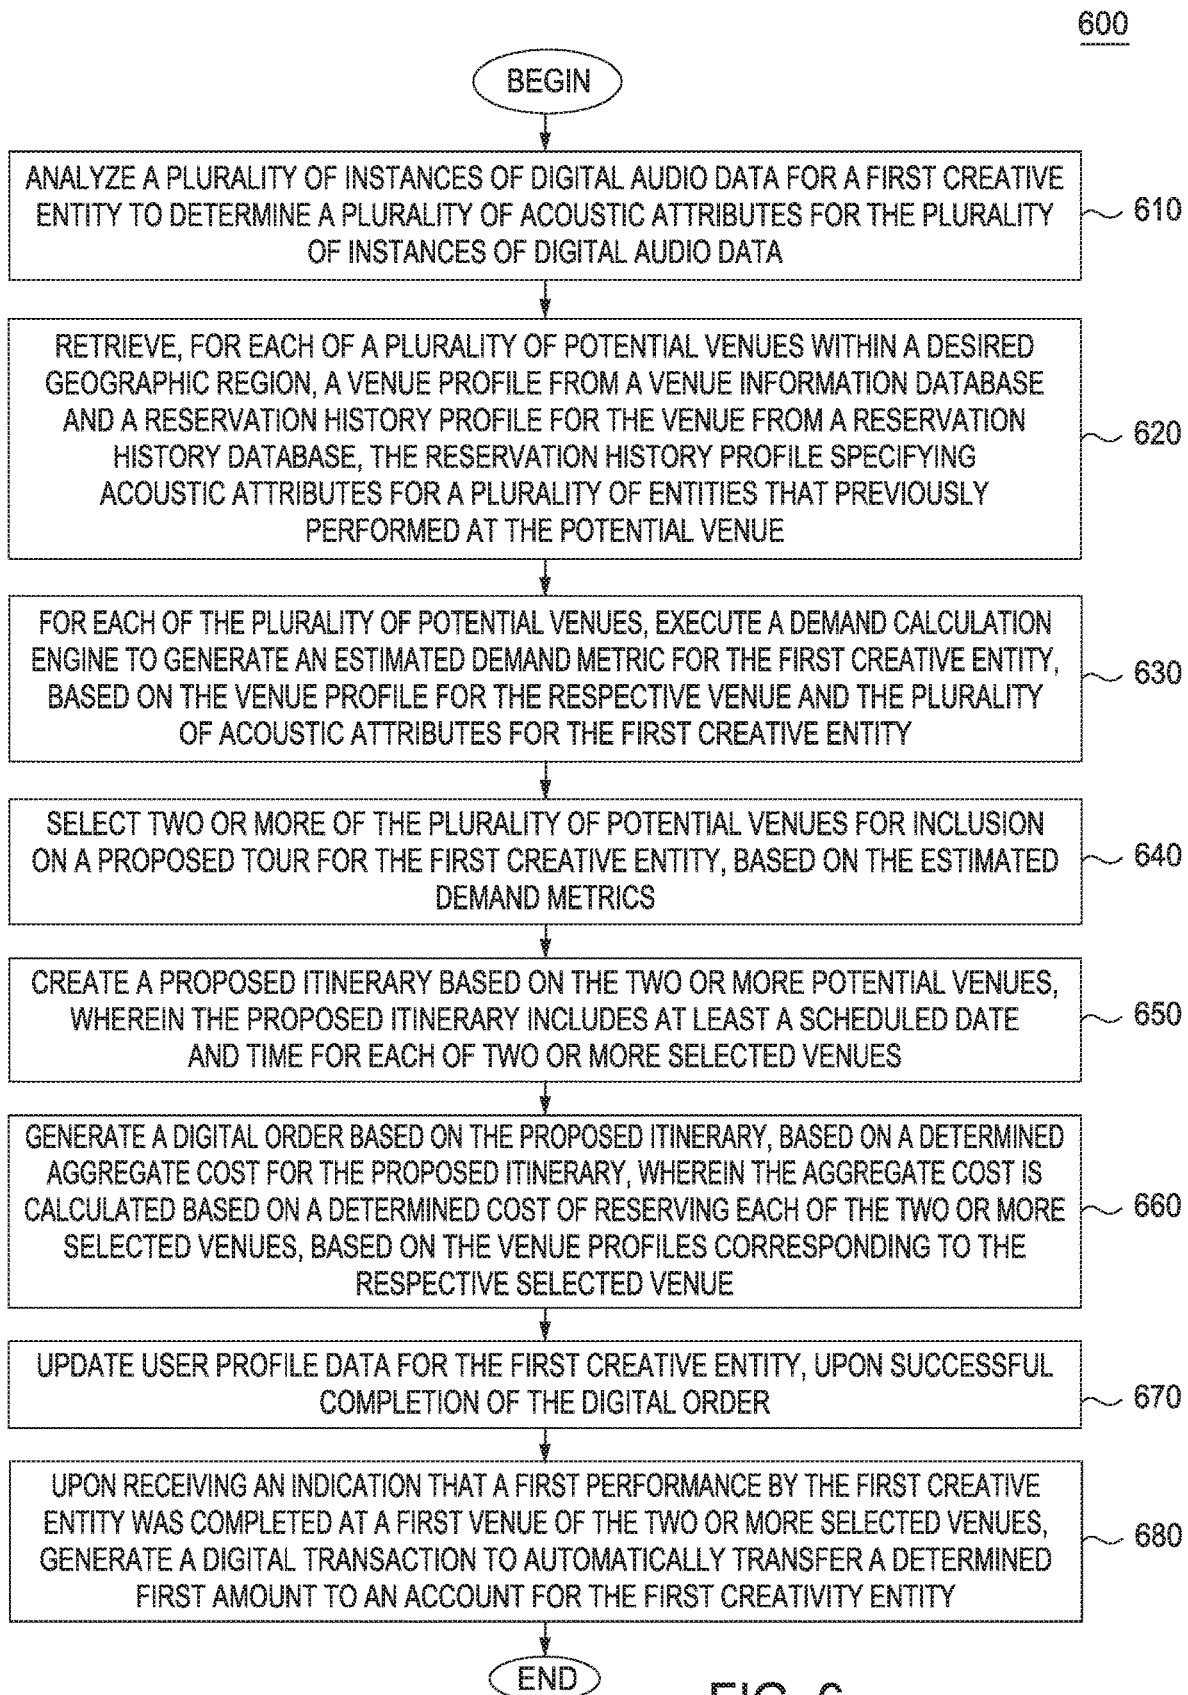 600
BEGIN
ANALYZE A PLURALITY OF INSTANCES OF DIGITAL AUDIO DATA FOR A FIRST CREATIVE
ENTITY TO DETERMINE A PLURALITY OF ACOUSTIC ATTRIBUTES FOR THE PLURALITY
OF INSTANCES OF DIGITAL AUDIO DATA
610
RETRIEVE, FOR EACH OF A PLURALITY OF POTENTIAL VENUES WITHIN A DESIRED
GEOGRAPHIC REGION, A VENUE PROFILE FROM A VENUE INFORMATION DATABASE
AND A RESERVATION HISTORY PROFILE FOR THE VENUE FROM A RESERVATION
HISTORY DATABASE, THE RESERVATION HISTORY PROFILE SPECIFYING
ACOUSTIC ATTRIBUTES FOR A PLURALITY OF ENTITIES THAT PREVIOUSLY
PERFORMED AT THE POTENTIAL VENUE
620
FOR EACH OF THE PLURALITY OF POTENTIAL VENUES, EXECUTE A DEMAND CALCULATION
ENGINE TO GENERATE AN ESTIMATED DEMAND METRIC FOR THE FIRST CREATIVE ENTITY,
BASED ON THE VENUE PROFILE FOR THE RESPECTIVE VENUE AND THE PLURALITY
OF ACOUSTIC ATTRIBUTES FOR THE FIRST CREATIVE ENTITY
630
SELECT TWO OR MORE OF THE PLURALITY OF POTENTIAL VENUES FOR INCLUSION
ON A PROPOSED TOUR FOR THE FIRST CREATIVE ENTITY, BASED ON THE ESTIMATED
DEMAND METRICS
640
CREATE A PROPOSED ITINERARY BASED ON THE TWO OR MORE POTENTIAL VENUES,
WHEREIN THE PROPOSED ITINERARY INCLUDES AT LEAST A SCHEDULED DATE
AND TIME FOR EACH OF TWO OR MORE SELECTED VENUES
650
GENERATE A DIGITAL ORDER BASED ON THE PROPOSED ITINERARY, BASED ON A DETERMINED
AGGREGATE COST FOR THE PROPOSED ITINERARY, WHEREIN THE AGGREGATE COST IS
CALCULATED BASED ON A DETERMINED COST OF RESERVING EACH OF THE TWO OR MORE
SELECTED VENUES, BASED ON THE VENUE PROFILES CORRESPONDING TO THE
RESPECTIVE SELECTED VENUE
660
UPDATE USER PROFILE DATA FOR THE FIRST CREATIVE ENTITY, UPON SUCCESSFUL
COMPLETION OF THE DIGITAL ORDER
670
UPON RECEIVING AN INDICATION THAT A FIRST PERFORMANCE BY THE FIRST CREATIVE
ENTITY WAS COMPLETED AT A FIRST VENUE OF THE TWO OR MORE SELECTED VENUES,
GENERATE A DIGITAL TRANSACTION TO AUTOMATICALLY TRANSFER A DETERMINED
FIRST AMOUNT TO AN ACCOUNT FOR THE FIRST CREATIVITY ENTITY
680
END
FIG. 6